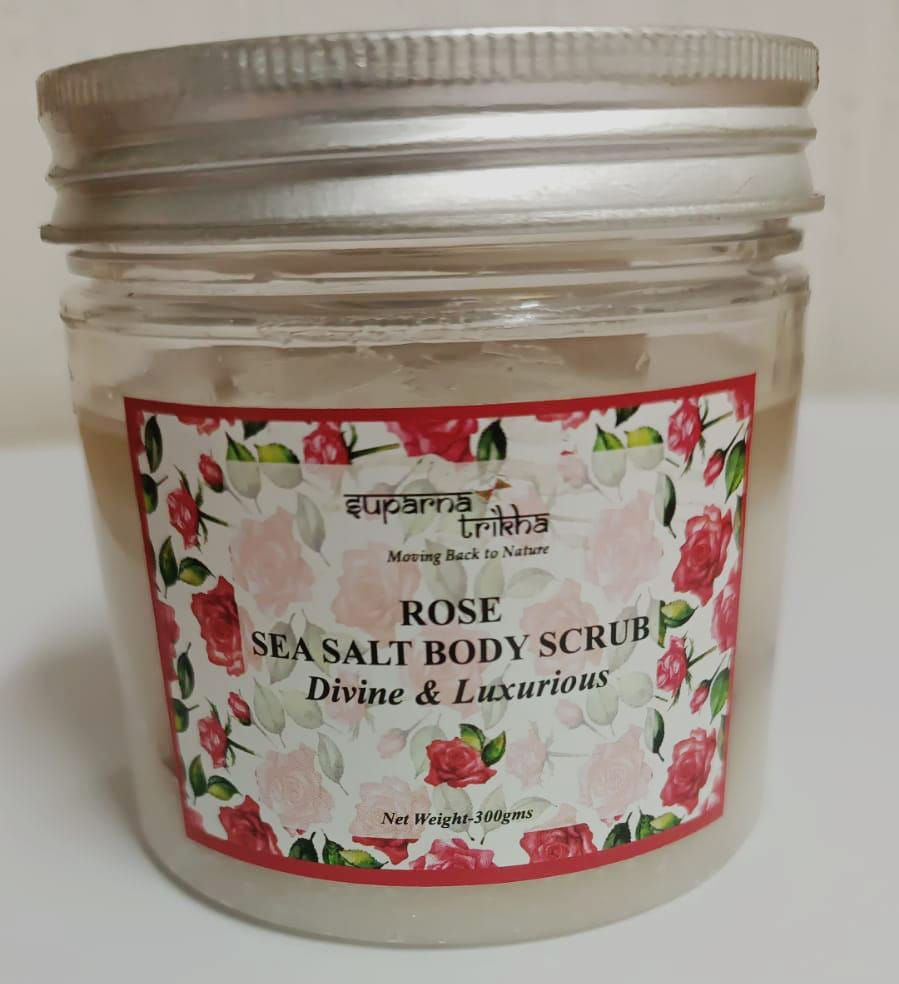 suparna
trikha
Moving Back to Nature
ROSE
SEA SALT BODY SCRUB
Divine & Luxurious
Net Weight-300gms